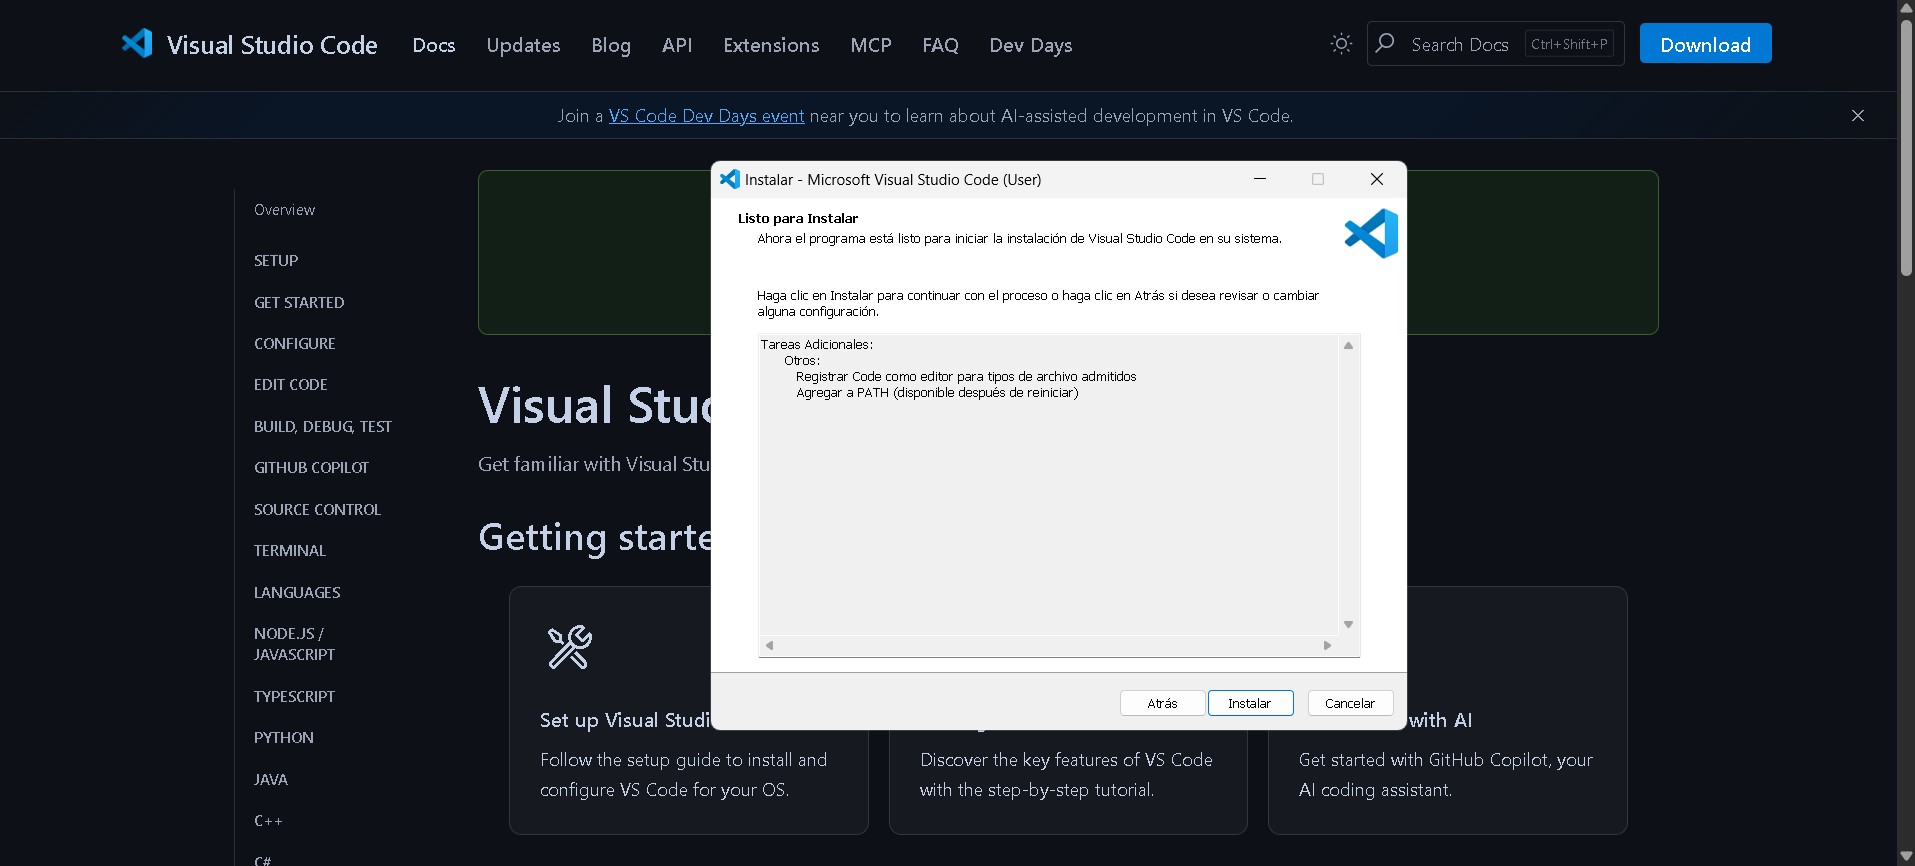 Visual Studio Code
Docs
Updates
Blog
API
Extensions
MCP
FAQ
Dev Days
Search Docs
Ctrl+Shift+P
Download
Join a VS Code Dev Days event near you to learn about AI-assisted development in VS Code.
Overview
SETUP
GET STARTED
CONFIGURE
EDIT CODE
BUILD, DEBUG, TEST
GITHUB COPILOT
SOURCE CONTROL
TERMINAL
LANGUAGES
NODE.JS /
JAVASCRIPT
TYPESCRIPT
PYTHON
JAVA
C++
C#
Instalar - Microsoft Visual Studio Code (User)
Listo para Instalar
Ahora el programa está listo para iniciar la instalación de Visual Studio Code en su sistema.
Haga clic en Instalar para continuar con el proceso o haga clic en Atrás si desea revisar o cambiar
alguna configuración.
Tareas Adicionales:
Otros:
Registrar Code como editor para tipos de archivo admitidos
Agregar a PATH (disponible después de reiniciar)
Atrás
Instalar
Cancelar
Visual
Get familiar with Visual
Getting
Set up Visual
Follow the setup guide to install and
configure VS Code for your OS.
Discover the key features of VS Code
with the step-by-step tutorial.
with AI
Get started with GitHub Copilot, your
AI coding assistant.